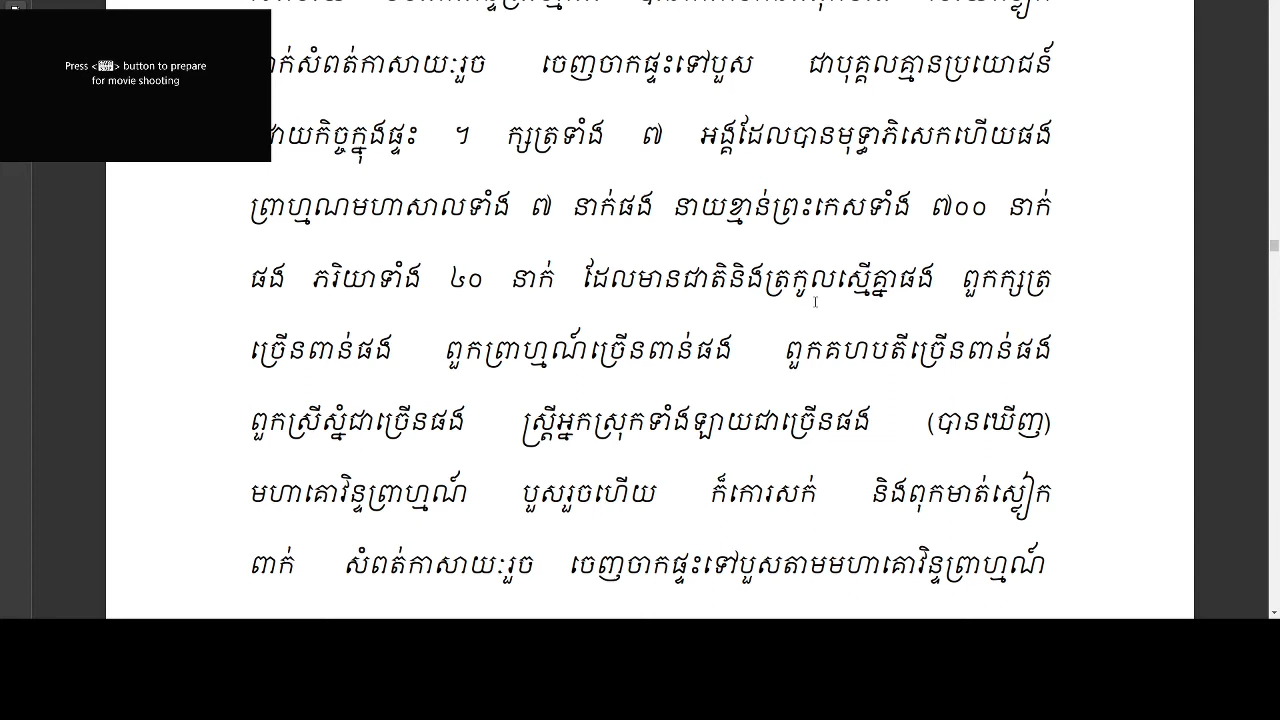 Press < > button to prepare
for movie shooting
ពាក់សំពត់កាសាយៈរួច ចេញចាកផ្ទះទៅបួស ជាបុគ្គលគ្មានប្រយោជន៍
ដោយកិច្ចក្នុងផ្ទះ ។ ក្សត្រទាំង ៧ អង្គដែលបានមុទ្ធាភិសេកហើយផង
ព្រាហ្មណមហាសាលទាំង ៧ នាក់ផង នាយខ្មាន់ព្រះកេសទាំង ៧០០ នាក់
ផង ភរិយាទាំង ៤០ នាក់ ដែលមានជាតិនិងត្រកូលស្មើគ្នាផង ពួកក្សត្រ
ច្រើនពាន់ផង ពួកព្រាហ្មណ៍ច្រើនពាន់ផង ពួកគហបតីច្រើនពាន់ផង
ពួកស្រីស្នំជាច្រើនផង ស្ត្រីអ្នកស្រុកទាំងឡាយជាច្រើនផង (បានឃើញ)
មហាគោវិន្ទព្រាហ្មណ៍ បួសរួចហើយ ក៏កោរសក់ និងពុកមាត់ស្លៀក
ពាក់ សំពត់កាសាយៈរួច ចេញចាកផ្ទះទៅបួសតាមមហាគោវិន្ទព្រាហ្មណ៍